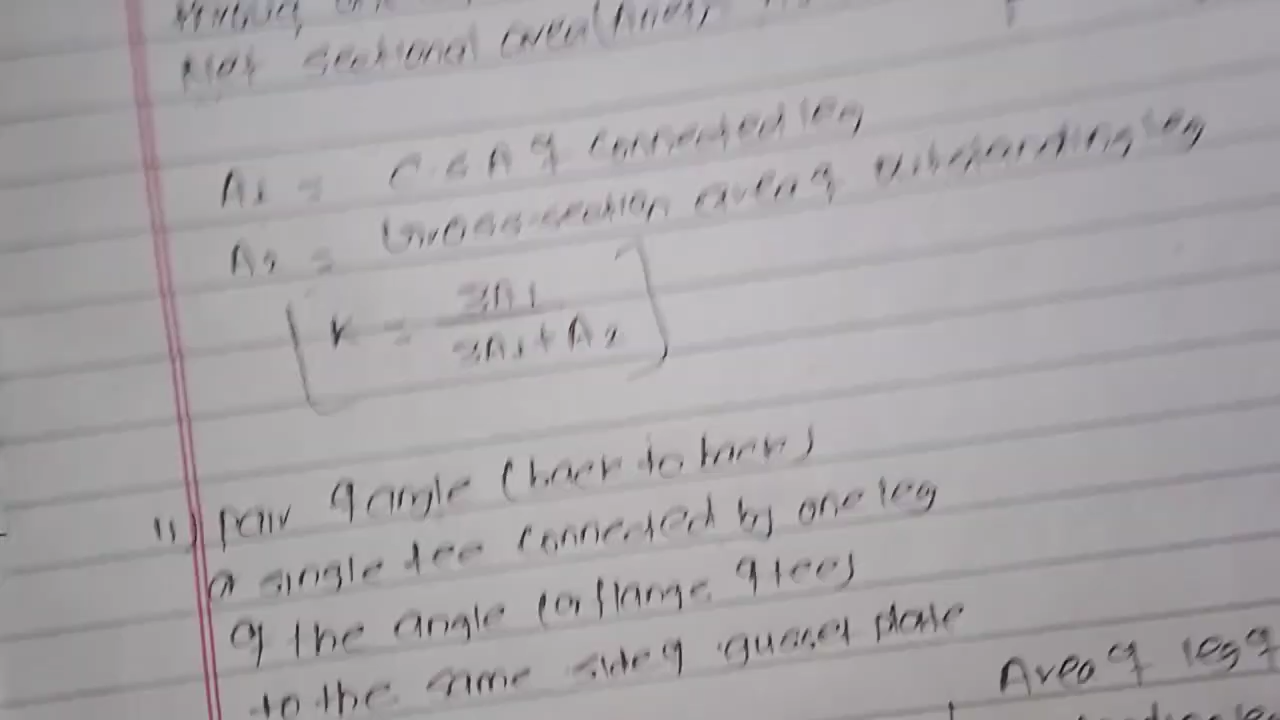 Net sectional area (Anet)
A1 = C.S.A of connected leg
A2 = Gross-section area of outstanding leg
[K = 3A1 / 3A1 + A2]
ii) pair of angle (back to back)
a single tee connected by one leg
of the angle (or flange of tee)
to the same side of gusset plate
Area of leg of